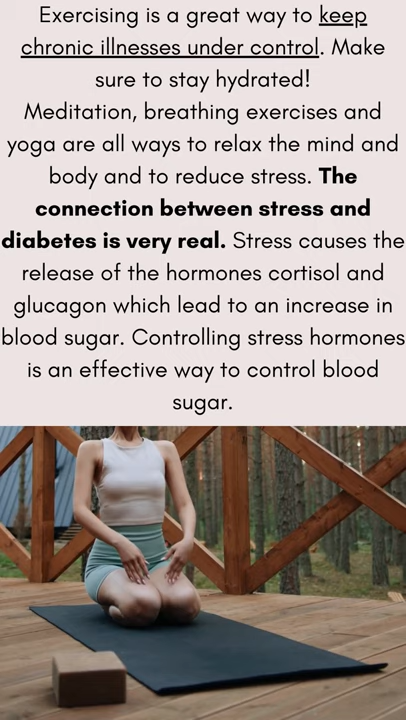 Exercising is a great way to keep
chronic illnesses under control. Make
sure to stay hydrated!
Meditation, breathing exercises and
yoga are all ways to relax the mind and
body and to reduce stress. The
connection between stress and
diabetes is very real. Stress causes the
release of the hormones cortisol and
glucagon which lead to an increase in
blood sugar. Controlling stress hormones
is an effective way to control blood
sugar.